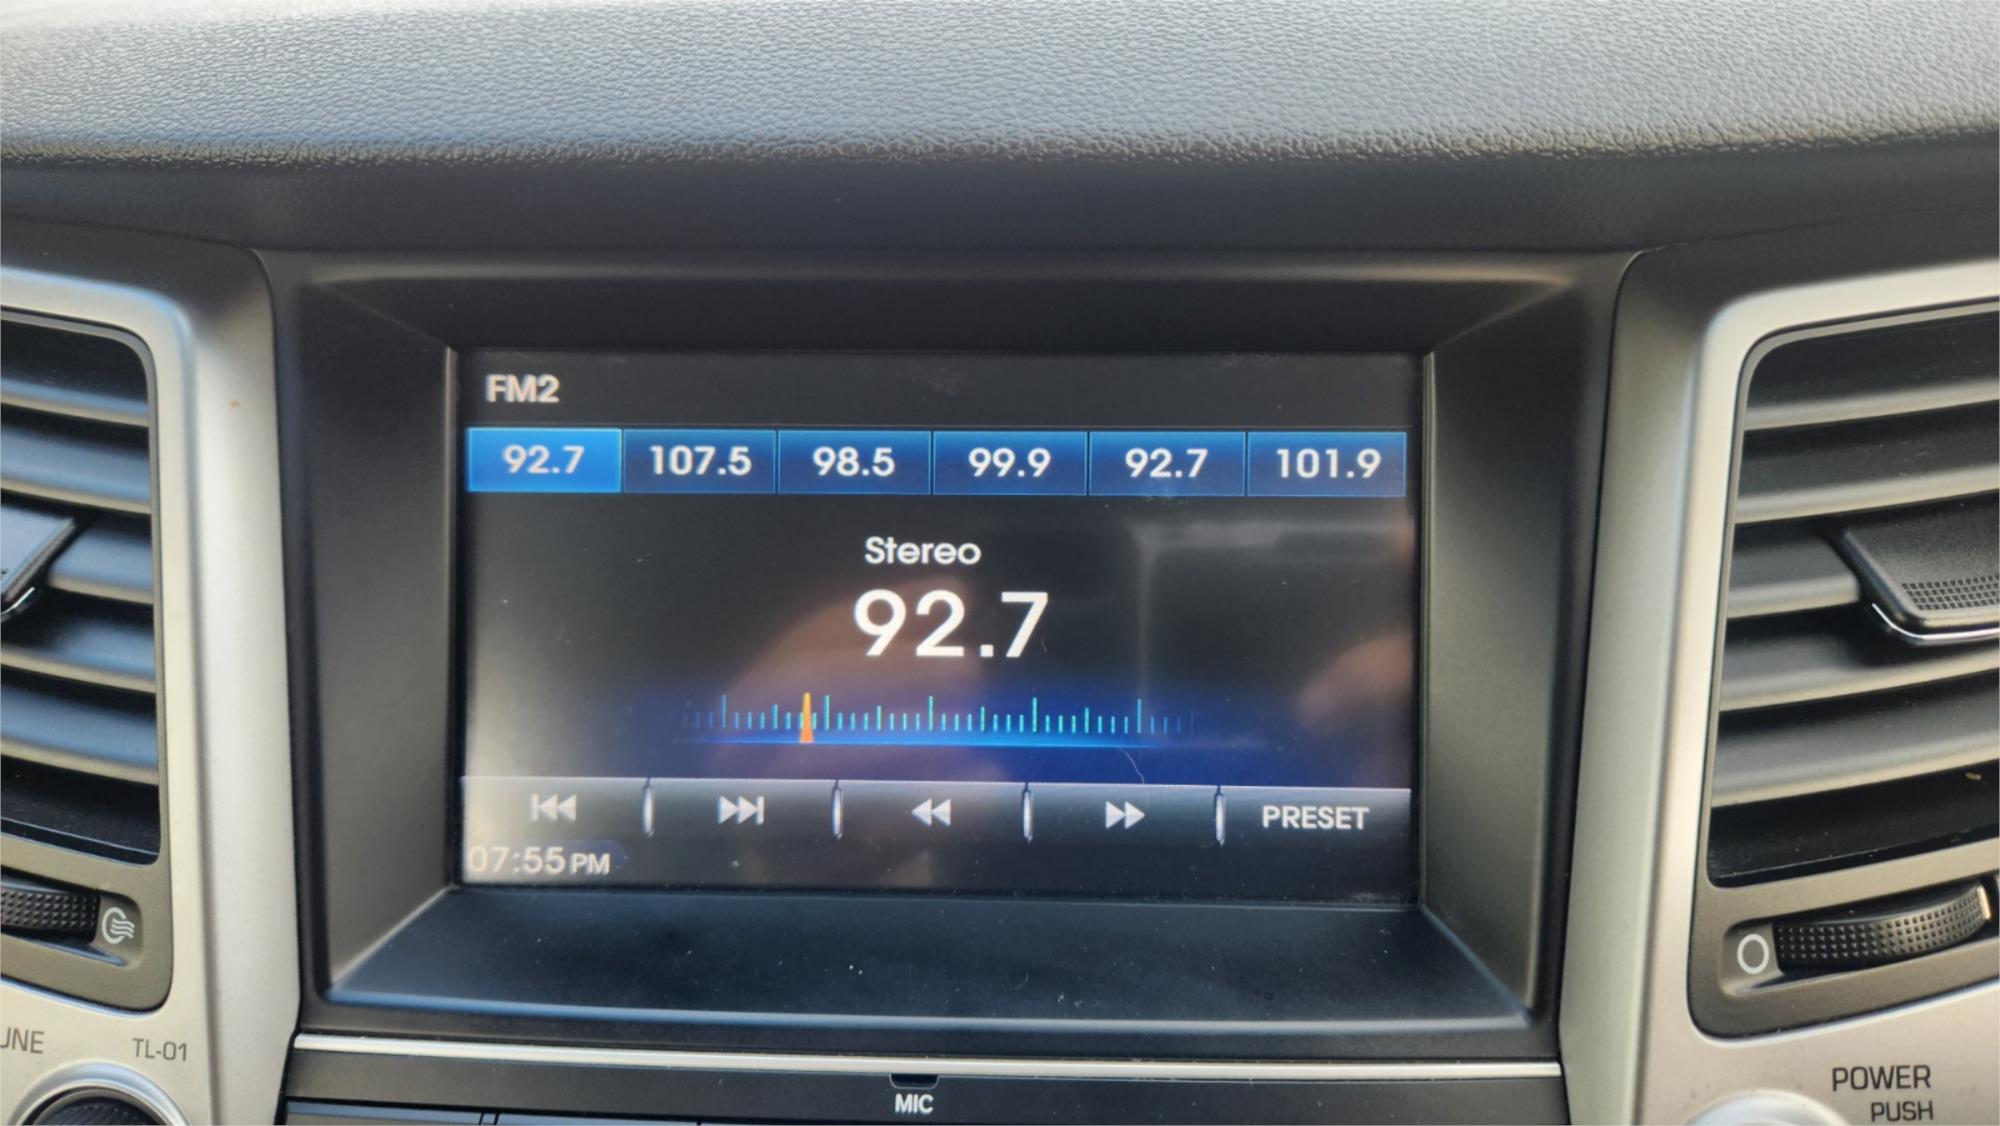 FM2
92.7 107.5 98.5 99.9 92.7 101.9
Stereo
92.7
PRESET
07:55 PM
TL-01
MIC
POWER
PUSH